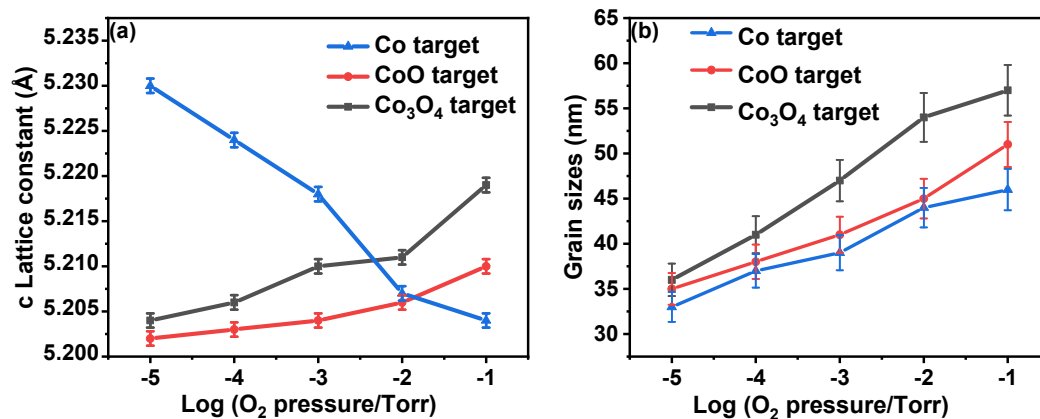 (a)
Co target
CoO target
Co₃O₄ target
c Lattice constant (Å)
5.235
5.230
5.225
5.220
5.215
5.210
5.205
5.200
-5 -4 -3 -2 -1
Log (O₂ pressure/Torr)
(b)
Co target
CoO target
Co₃O₄ target
Grain sizes (nm)
65
60
55
50
45
40
35
30
-5 -4 -3 -2 -1
Log (O₂ pressure/Torr)